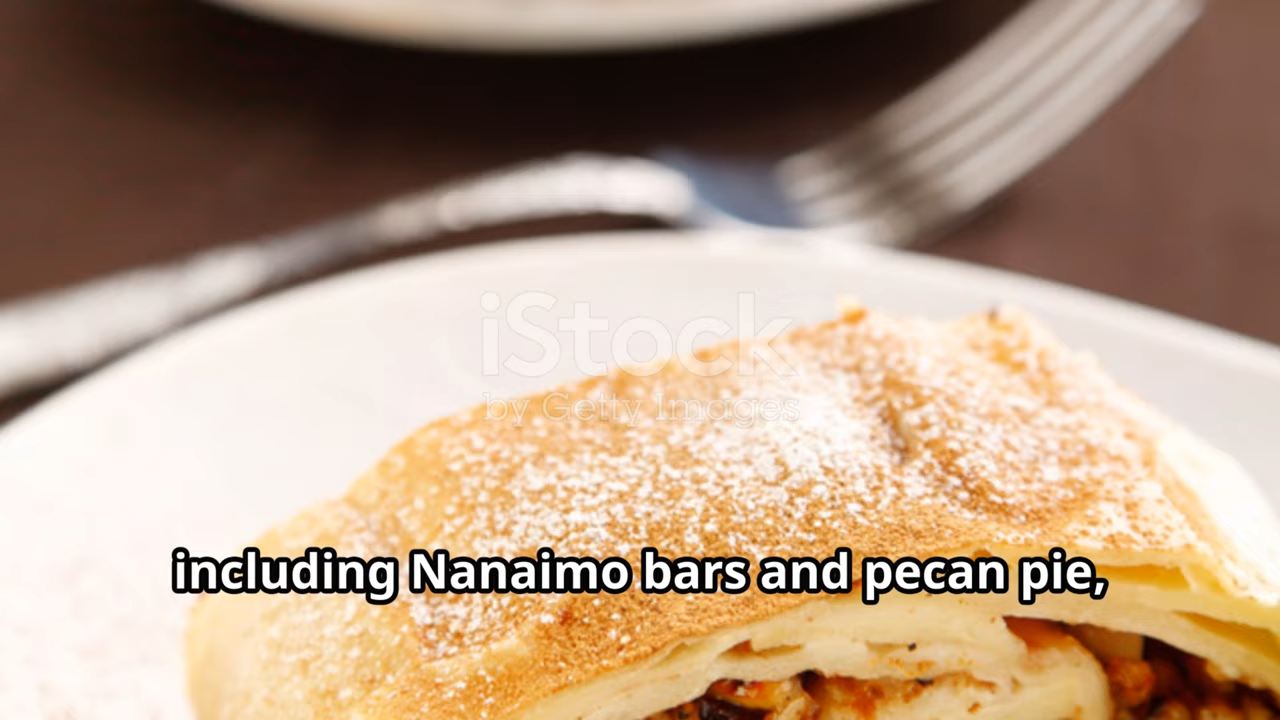 iStock
by Getty Images
including Nanaimo bars and pecan pie,